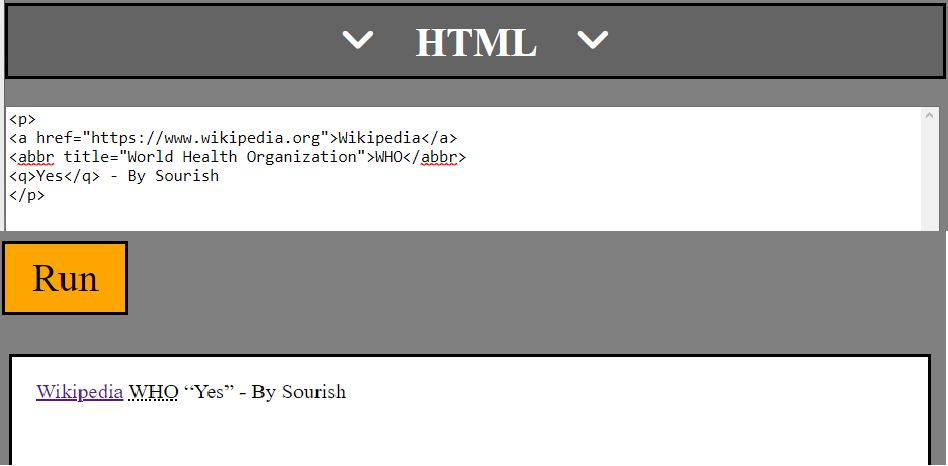 HTML
<p>
<a href="https://www.wikipedia.org">Wikipedia</a>
<abbr title="World Health Organization">WHO</abbr>
<q>Yes</q> - By Sourish
</p>
Run
Wikipedia WHO “Yes” - By Sourish